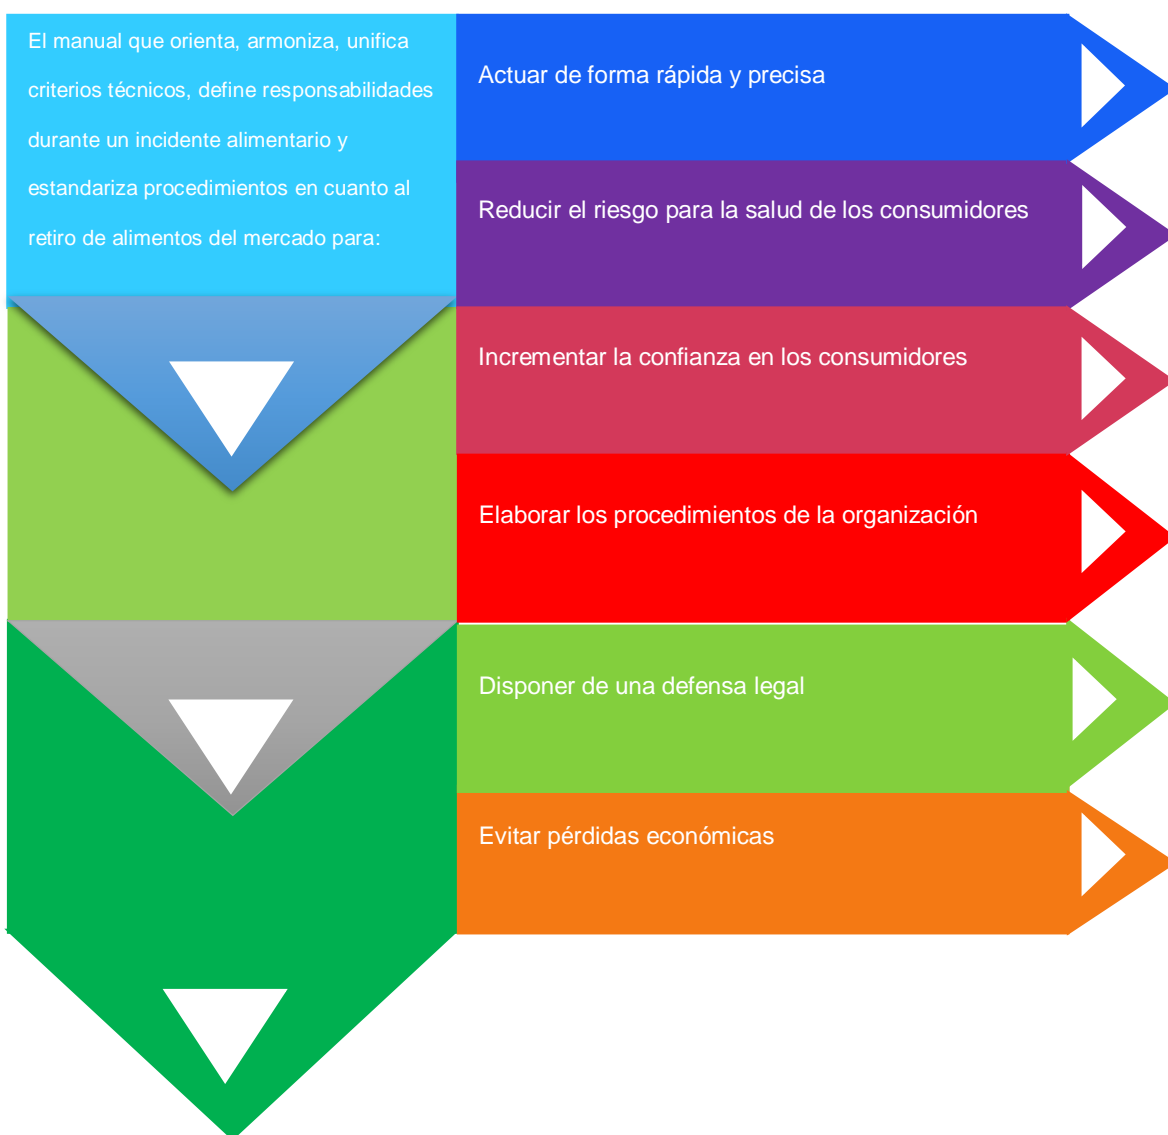 El manual que orienta, armoniza, unifica
criterios técnicos, define responsabilidades
durante un incidente alimentario y
estandariza procedimientos en cuanto al
retiro de alimentos del mercado para:
Actuar de forma rápida y precisa
Reducir el riesgo para la salud de los consumidores
Incrementar la confianza en los consumidores
Elaborar los procedimientos de la organización
Disponer de una defensa legal
Evitar pérdidas económicas